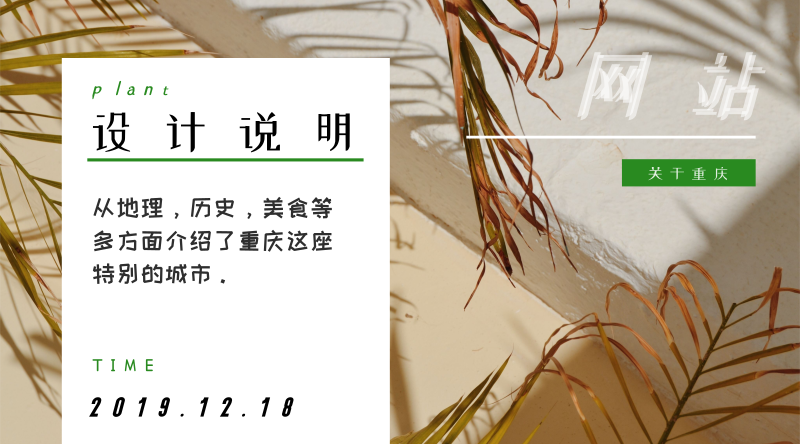 plant
设计说明
从地理，历史，美食等
多方面介绍了重庆这座
特别的城市．
TIME
2019.12.18
网站
关于重庆